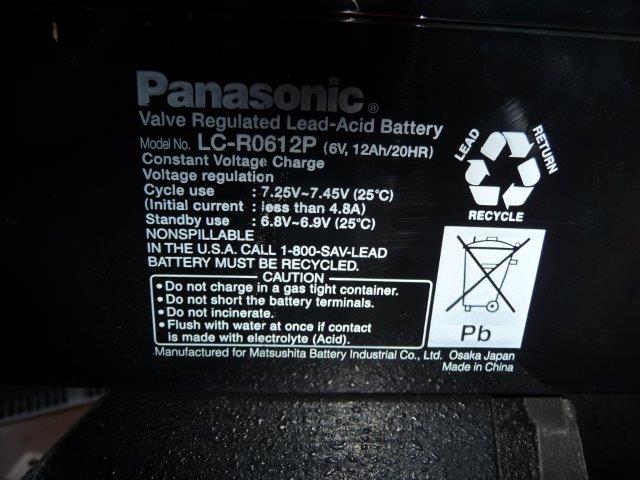 Panasonic®
Valve Regulated Lead-Acid Battery
Model No. LC-R0612P (6V, 12Ah/20HR)
Constant Voltage Charge
Voltage regulation
Cycle use : 7.25V~7.45V (25°C)
(Initial current : less than 4.8A)
Standby use : 6.8V~6.9V (25°C)
NONSPILLABLE
IN THE U.S.A. CALL 1-800-SAV-LEAD
BATTERY MUST BE RECYCLED.
CAUTION
• Do not charge in a gas tight container.
• Do not short the battery terminals.
• Do not incinerate.
• Flush with water at once if contact
is made with electrolyte (Acid).
Manufactured for Matsushita Battery Industrial Co., Ltd. Osaka Japan
Made in China
LEAD
RETURN
RECYCLE
Pb